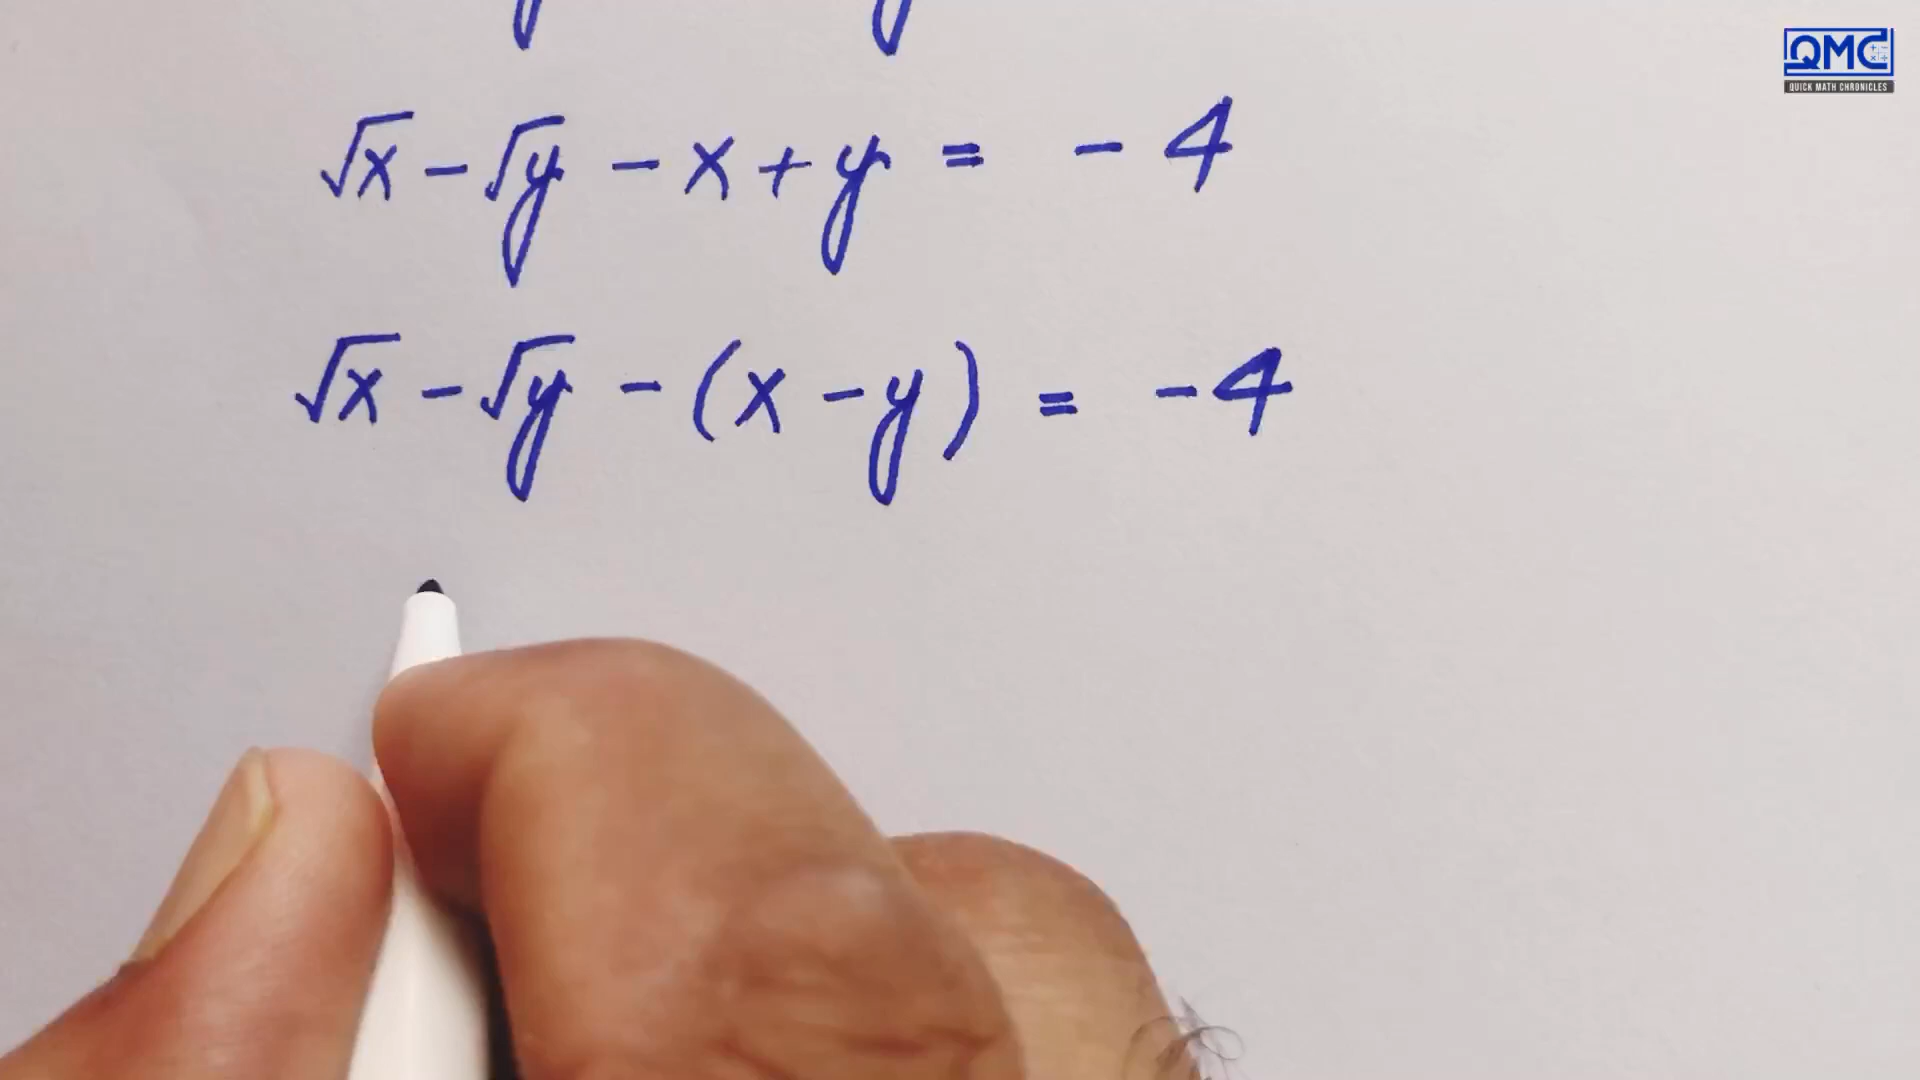 QMC
QUICK MATH CHRONICLES
√x - √y - x + y = - 4
√x - √y - (x - y) = - 4